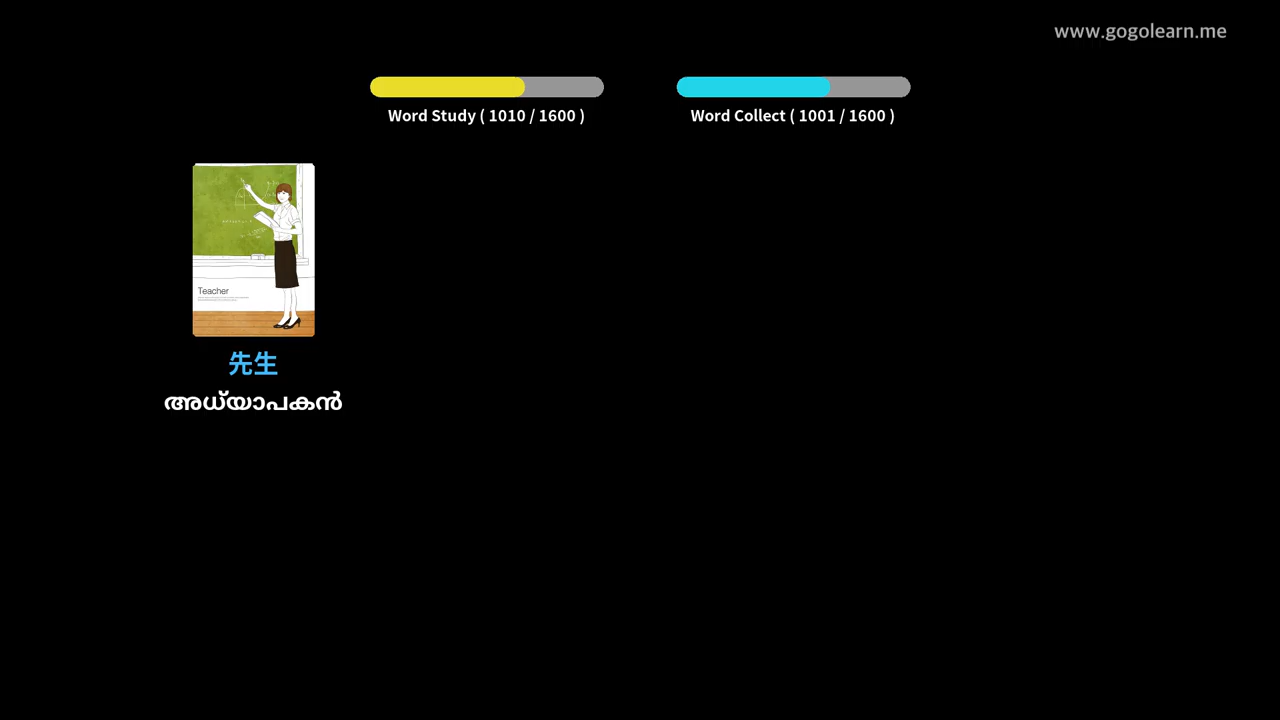 www.gogolearn.me
Word Study ( 1010 / 1600 )
Word Collect ( 1001 / 1600 )
Teacher
先生
അധ്യാപകൻ